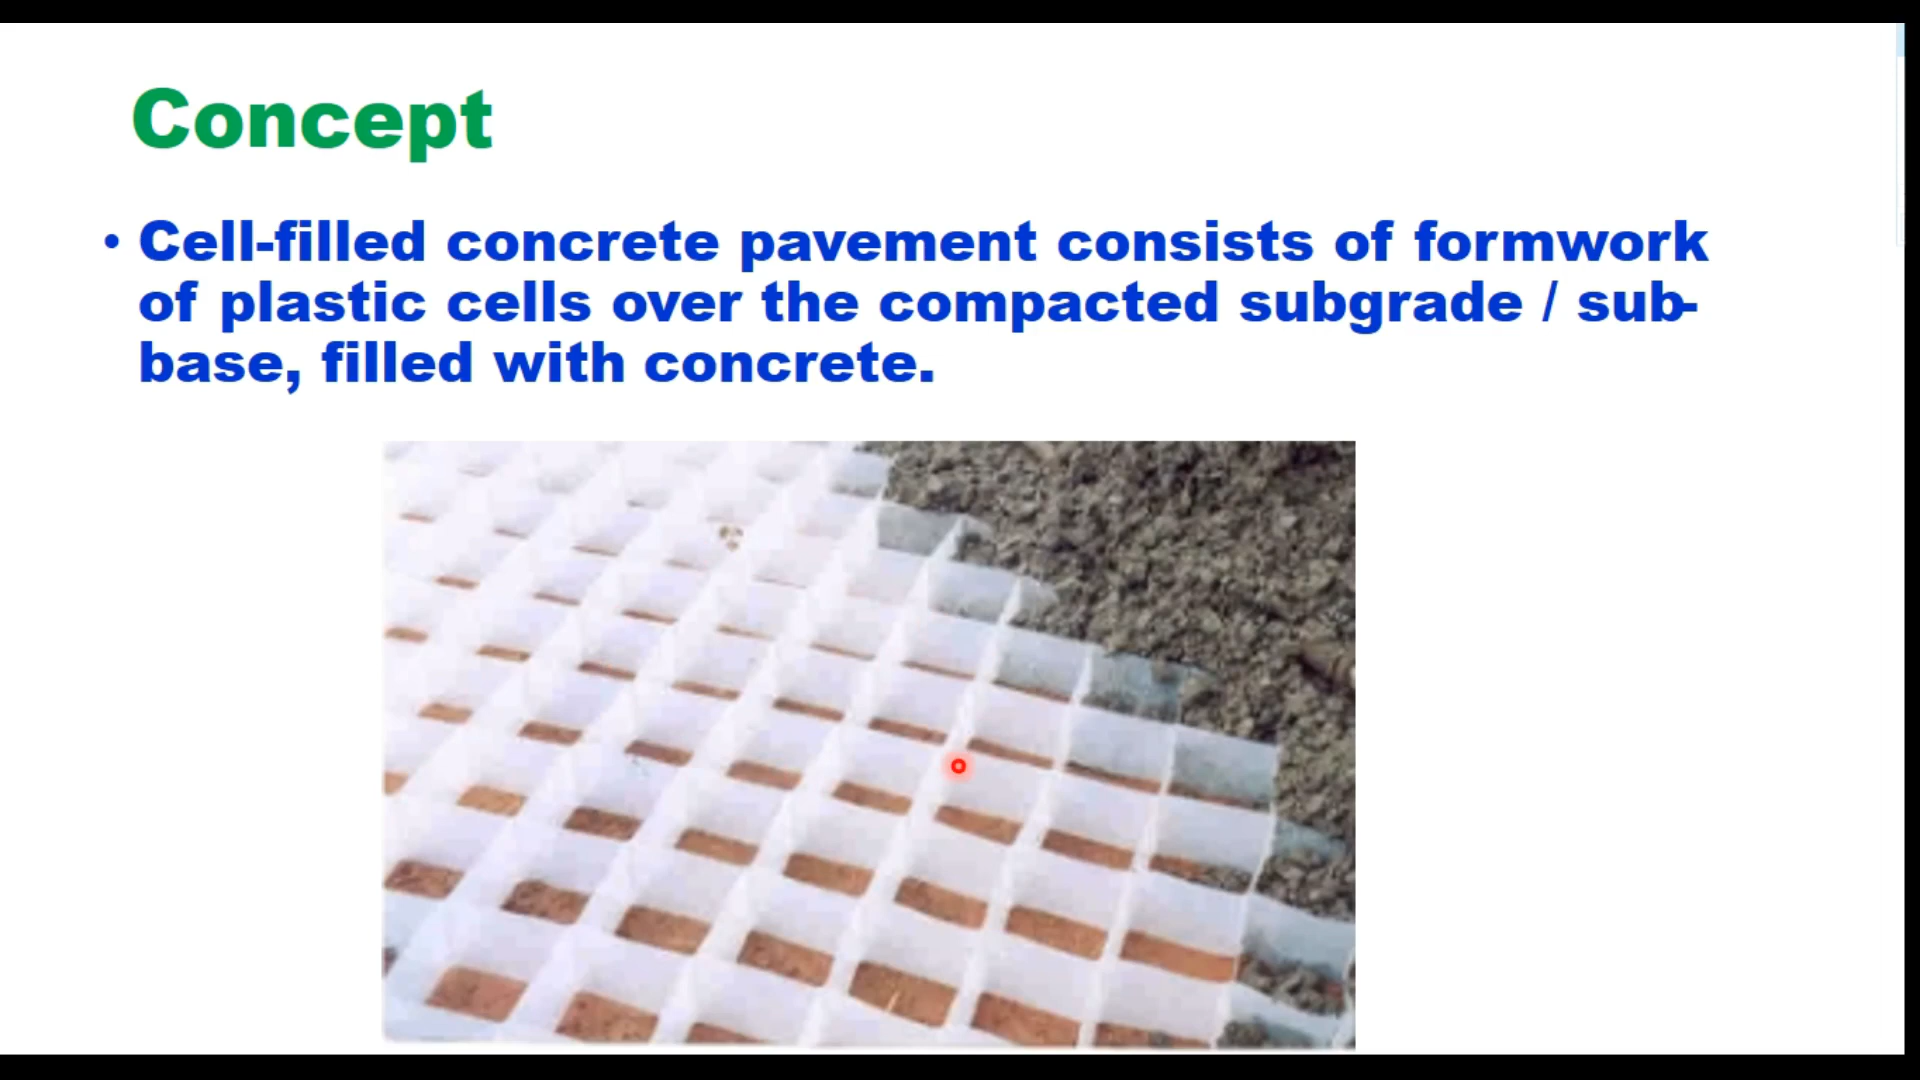 Concept
• Cell-filled concrete pavement consists of formwork
of plastic cells over the compacted subgrade / sub-
base, filled with concrete.